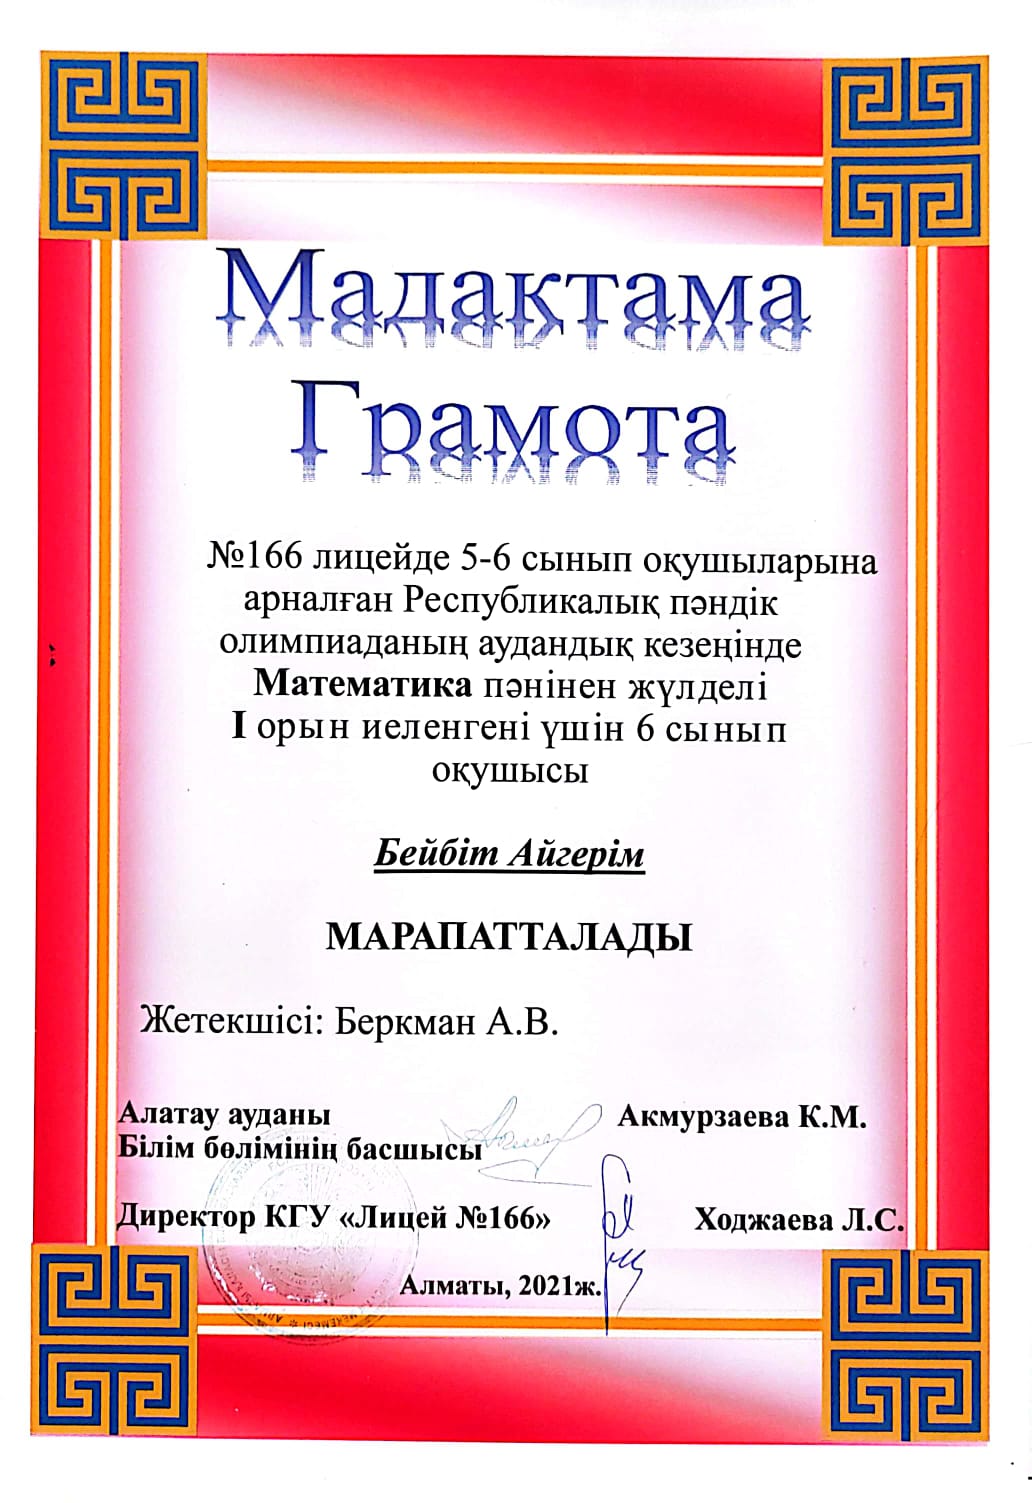 Мадақтама
Грамота
№166 лицейде 5-6 сынып оқушыларына
арналған Республикалық пәндік
олимпиаданың аудандық кезеңінде
Математика пәнінен жүлделі
І орын иеленгені үшін 6 сынып
оқушысы
Бейбіт Айгерім
МАРАПАТТАЛАДЫ
Жетекшісі: Беркман А.В.
Алатау ауданы
Білім бөлімінің басшысы
Акмурзаева К.М.
Директор КГУ «Лицей №166»
Ходжаева Л.С.
Алматы, 2021ж.